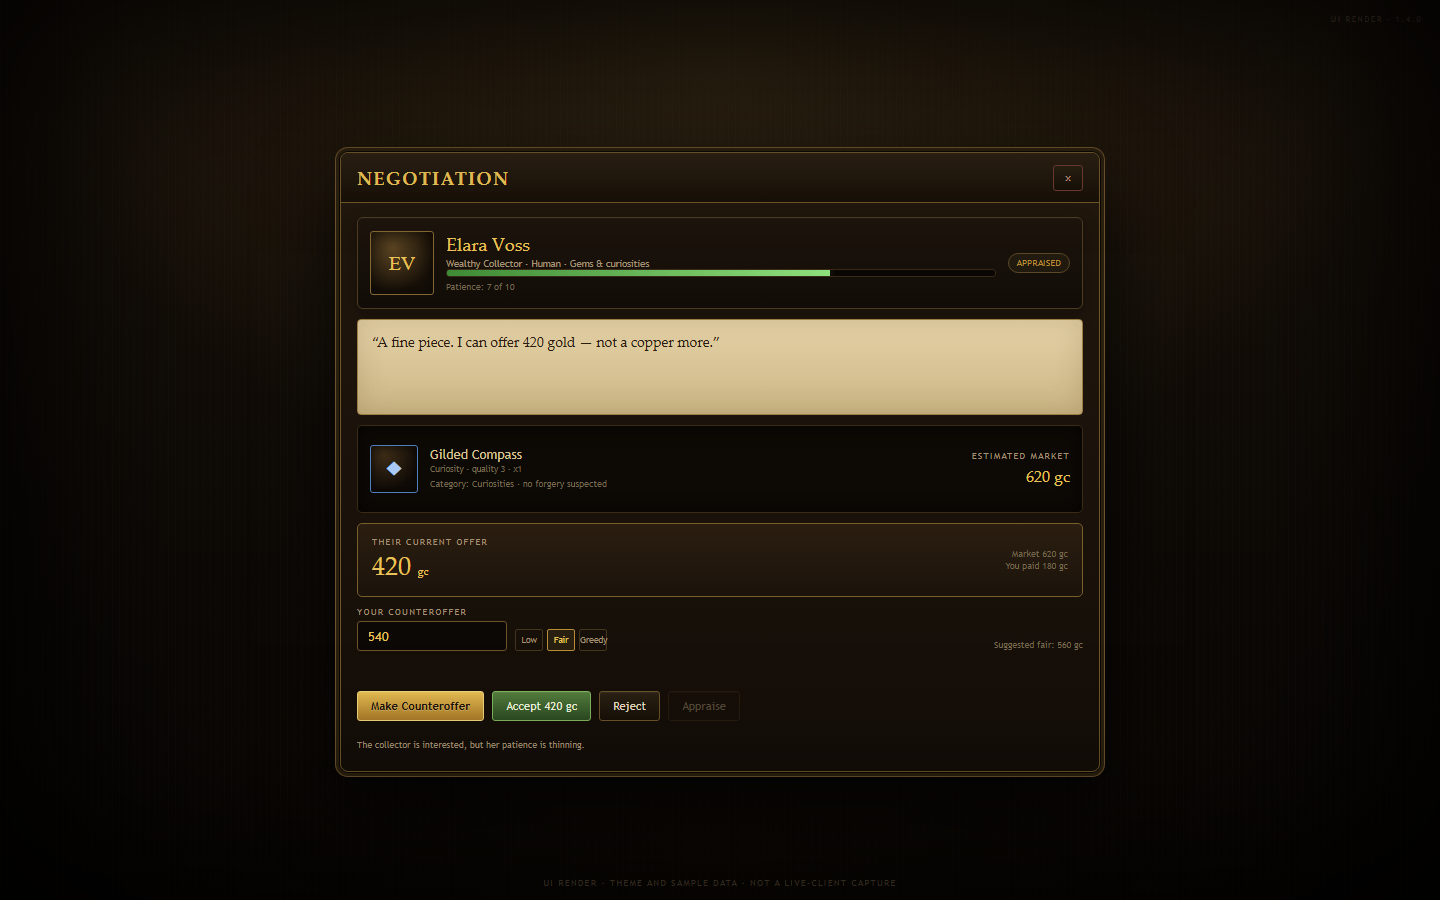 UI RENDER · 1.4.0
NEGOTIATION
×
EV
Elara Voss
Wealthy Collector · Human · Gems & curiosities
Patience: 7 of 10
APPRAISED
“A fine piece. I can offer 420 gold — not a copper more.”
Gilded Compass
Curiosity · quality 3 · x1
Category: Curiosities · no forgery suspected
ESTIMATED MARKET
620 gc
THEIR CURRENT OFFER
420 gc
Market 620 gc
You paid 180 gc
YOUR COUNTEROFFER
540
Low
Fair
Greedy
Suggested fair: 560 gc
Make Counteroffer
Accept 420 gc
Reject
Appraise
The collector is interested, but her patience is thinning.
UI RENDER · THEME AND SAMPLE DATA · NOT A LIVE-CLIENT CAPTURE